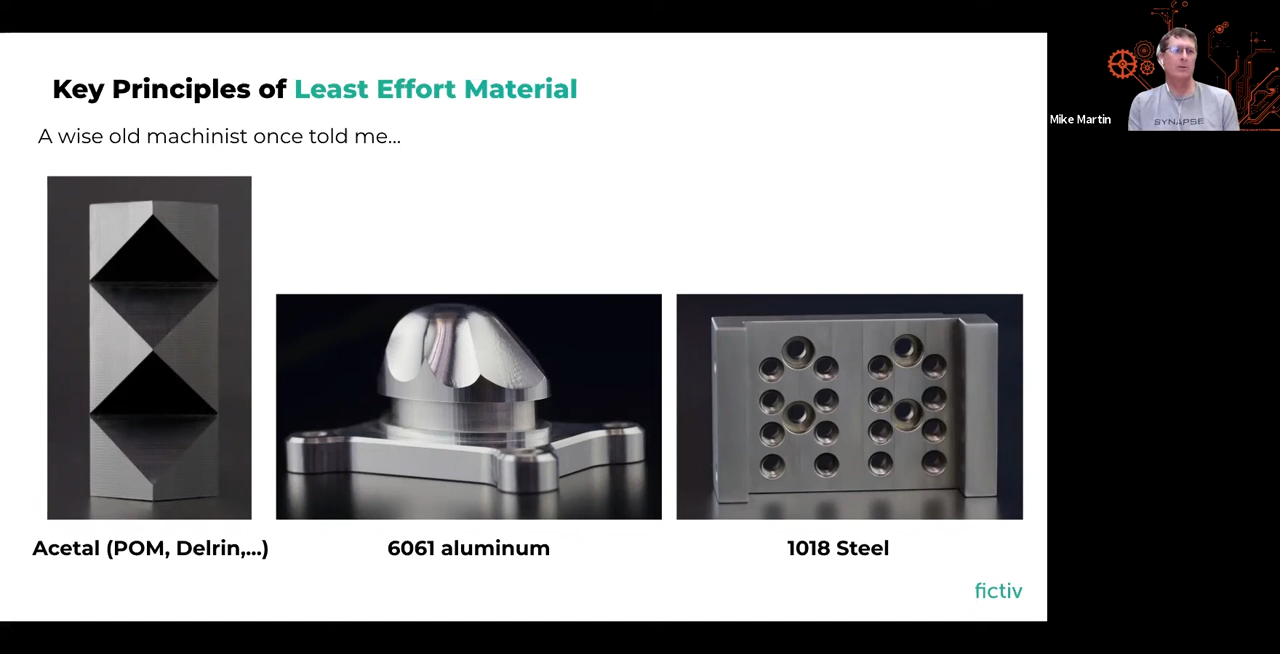 Key Principles of Least Effort Material
A wise old machinist once told me...
Acetal (POM, Delrin,...)
6061 aluminum
1018 Steel
fictiv
Mike Martin
SYNAPSE